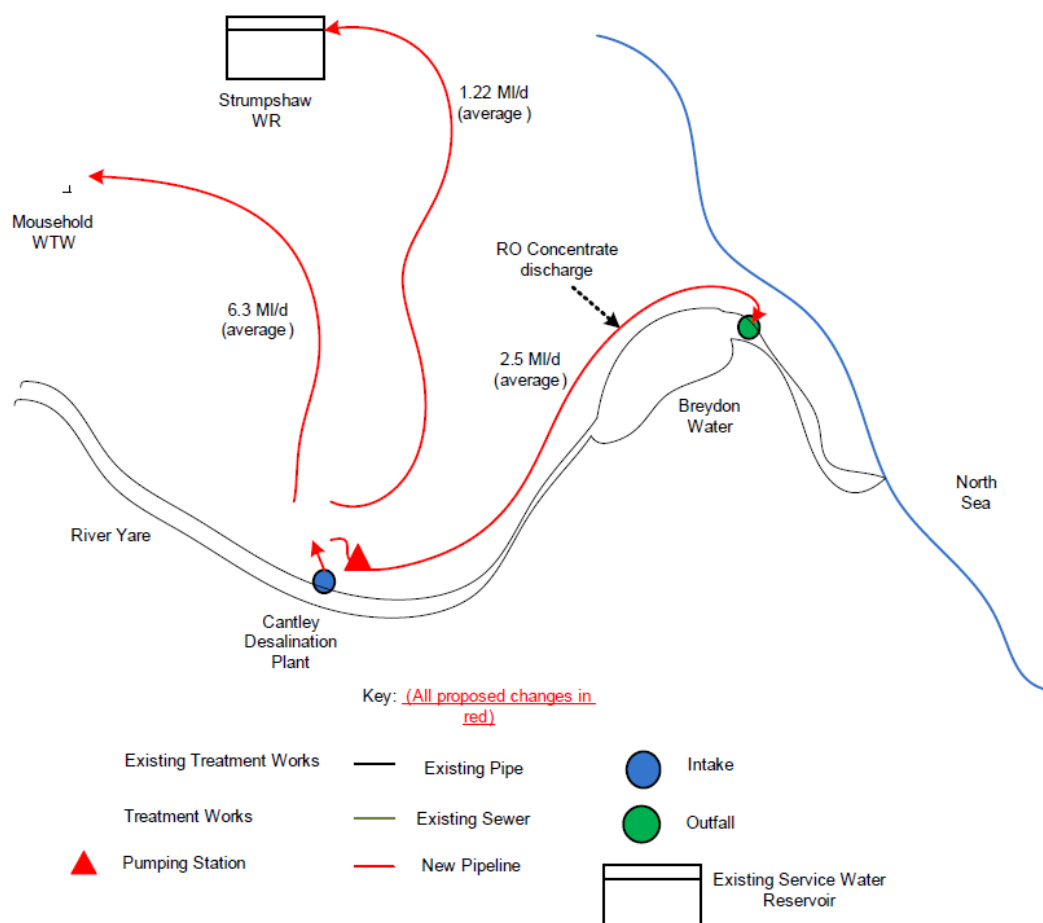 Strumpshaw
WR
1.22 Ml/d
(average )
Mousehold
WTW
RO Concentrate
discharge
6.3 Ml/d
(average )
2.5 Ml/d
(average )
Breydon
Water
North
Sea
River Yare
Cantley
Desalination
Plant
Key: (All proposed changes in
red)
Existing Treatment Works
Existing Pipe
Intake
Treatment Works
Existing Sewer
Outfall
Pumping Station
New Pipeline
Existing Service Water
Reservoir